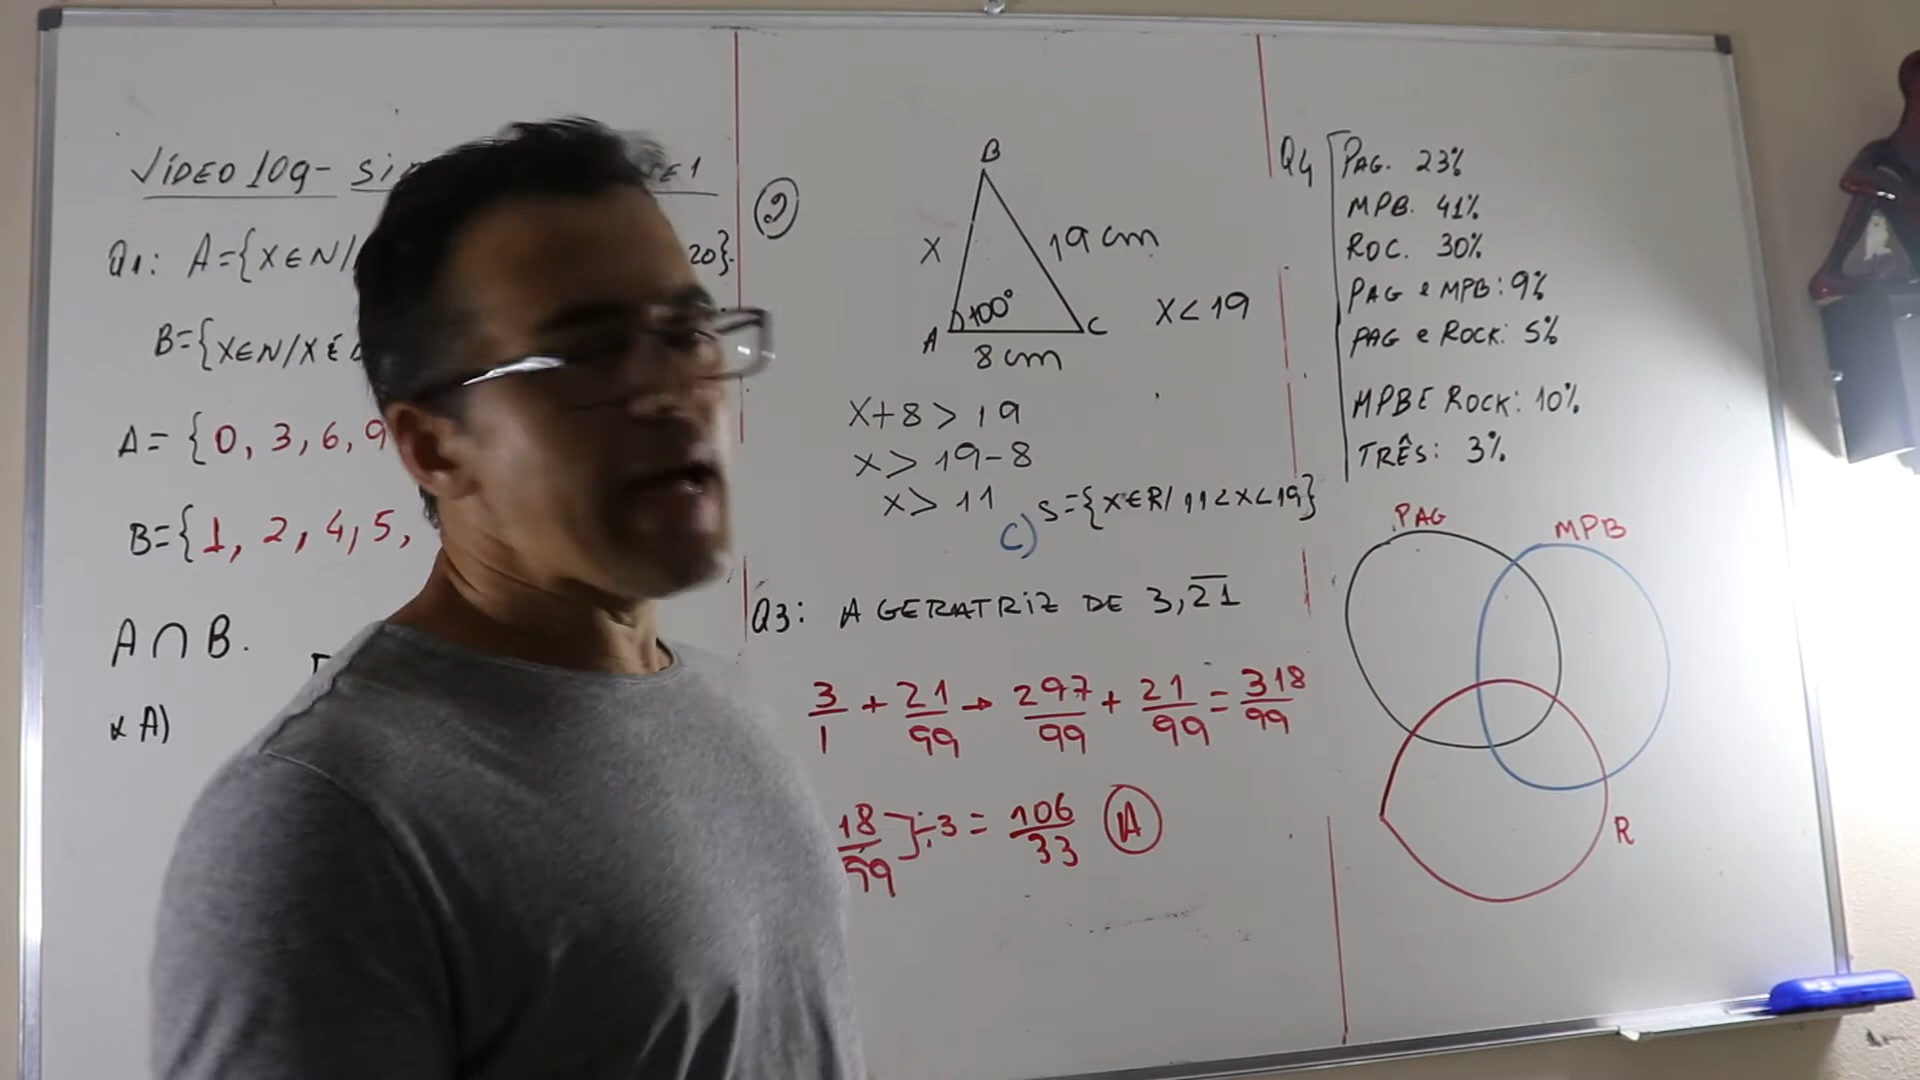 VÍDEO 109-
Q1: A={X∈N/ 20}.
B={X∈N/X É
A= {0, 3, 6, 9
B={1, 2, 4, 5,
A∩B.
A)
2
B
X
19 cm
100°
A
C
8 cm
X<19
X+8>19
X>19-8
X>11
C) S={X∈R/ 11<X<19}
Q3: A GERATRIZ DE 3,2̅1̅
3/1 + 21/99 → 297/99 + 21/99 = 318/99
18/99 ]÷3 = 106/33 A
Q4
PAG. 23%
MPB. 41%
ROC. 30%
PAG e MPB: 9%
PAG e ROCK: 5%
MPB E ROCK: 10%
TRÊS: 3%
PAG
MPB
R